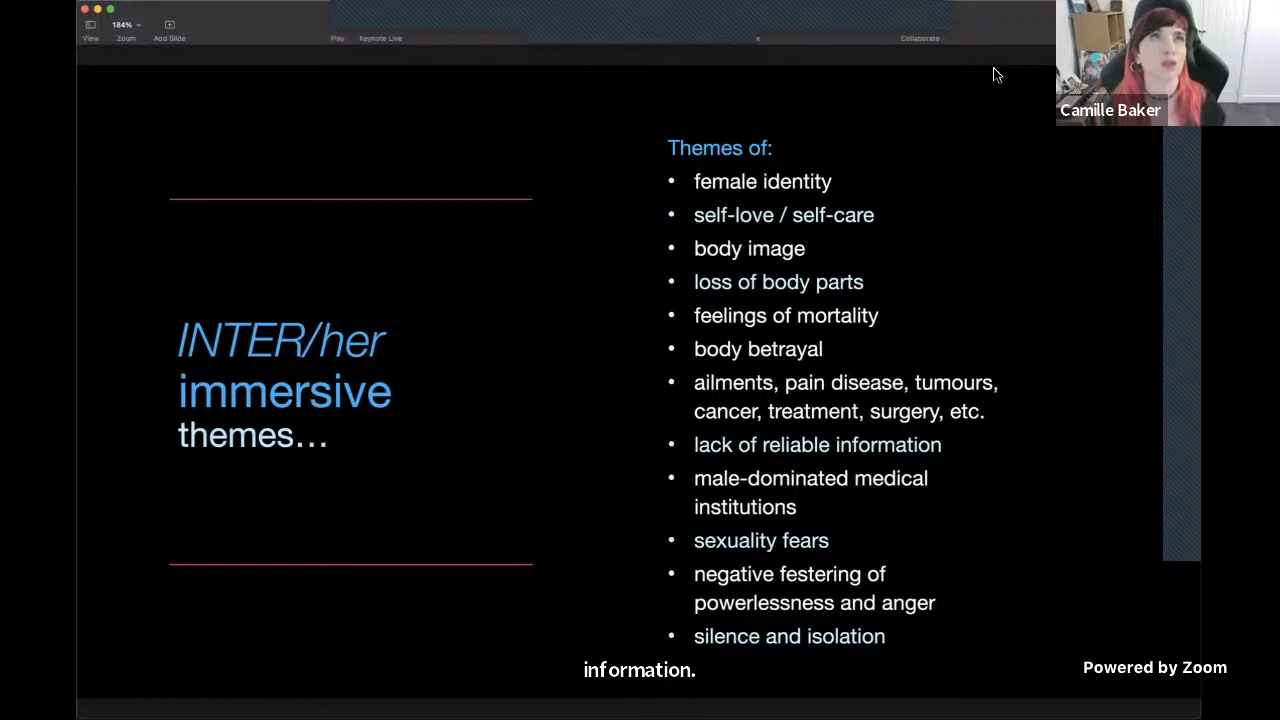 184%
View
Zoom
Add Slide
Play
Keynote Live
e
Collaborate
Camille Baker
INTER/her
immersive
themes…
Themes of:
• female identity
• self-love / self-care
• body image
• loss of body parts
• feelings of mortality
• body betrayal
• ailments, pain disease, tumours,
cancer, treatment, surgery, etc.
• lack of reliable information
• male-dominated medical
institutions
• sexuality fears
• negative festering of
powerlessness and anger
• silence and isolation
information.
Powered by Zoom